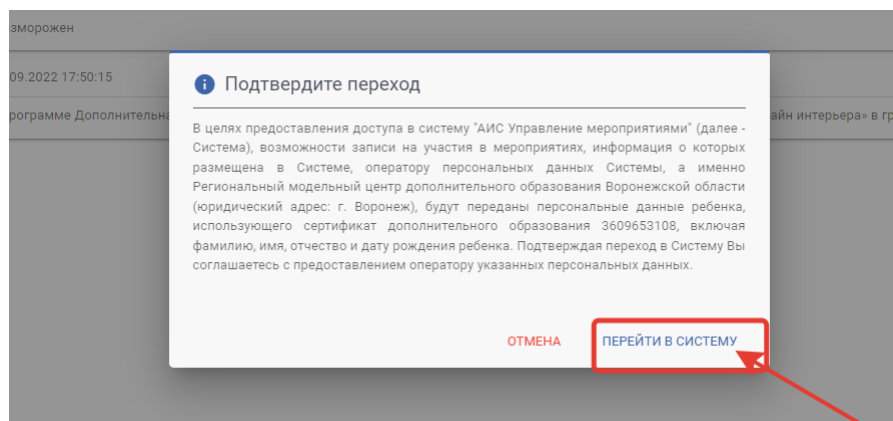 зморожен
09.2022 17:50:15
рограмме Дополнительна
айн интерьера» в гр
Подтвердите переход
В целях предоставления доступа в систему "АИС Управление мероприятиями" (далее -
Система), возможности записи на участия в мероприятиях, информация о которых
размещена в Системе, оператору персональных данных Системы, а именно
Региональный модельный центр дополнительного образования Воронежской области
(юридический адрес: г. Воронеж), будут переданы персональные данные ребенка,
использующего сертификат дополнительного образования 3609653108, включая
фамилию, имя, отчество и дату рождения ребенка. Подтверждая переход в Систему Вы
соглашаетесь с предоставлением оператору указанных персональных данных.
ОТМЕНА
ПЕРЕЙТИ В СИСТЕМУ